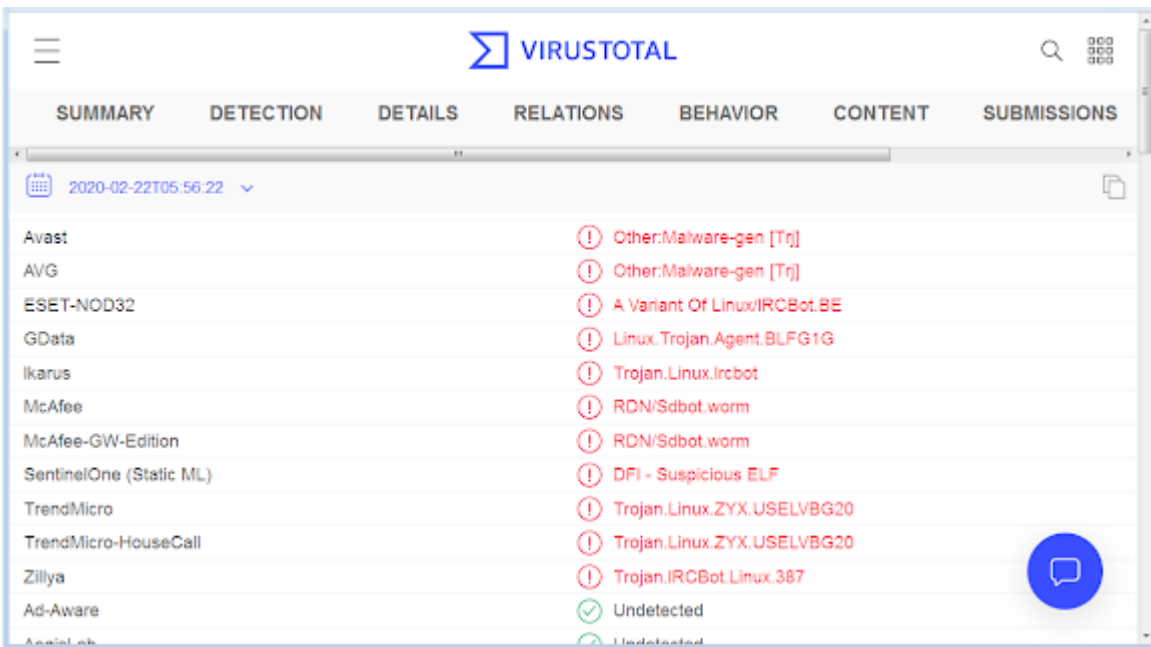 VIRUSTOTAL
SUMMARY DETECTION DETAILS RELATIONS BEHAVIOR CONTENT SUBMISSIONS
2020-02-22T05:56:22
Avast Other:Malware-gen [Trj]
AVG Other:Malware-gen [Trj]
ESET-NOD32 A Variant Of Linux/IRCBot.BE
GData Linux.Trojan.Agent.BLFG1G
Ikarus Trojan.Linux.Ircbot
McAfee RDN/Sdbot.worm
McAfee-GW-Edition RDN/Sdbot.worm
SentinelOne (Static ML) DFI - Suspicious ELF
TrendMicro Trojan.Linux.ZYX.USELVBG20
TrendMicro-HouseCall Trojan.Linux.ZYX.USELVBG20
Zillya Trojan.IRCBot.Linux.387
Ad-Aware Undetected